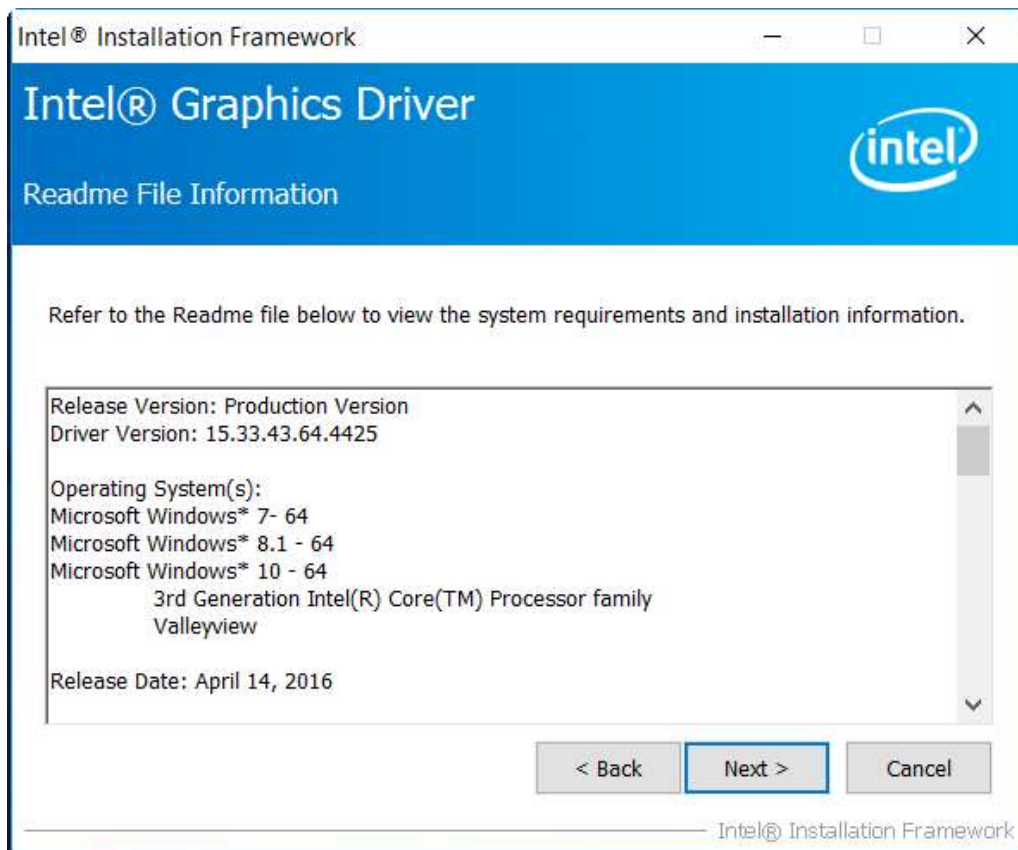 Intel® Installation Framework
Intel® Graphics Driver
intel
Readme File Information
Refer to the Readme file below to view the system requirements and installation information.
Release Version: Production Version
Driver Version: 15.33.43.64.4425
Operating System(s):
Microsoft Windows* 7- 64
Microsoft Windows* 8.1 - 64
Microsoft Windows* 10 - 64
3rd Generation Intel(R) Core(TM) Processor family
Valleyview
Release Date: April 14, 2016
< Back Next > Cancel
Intel® Installation Framework